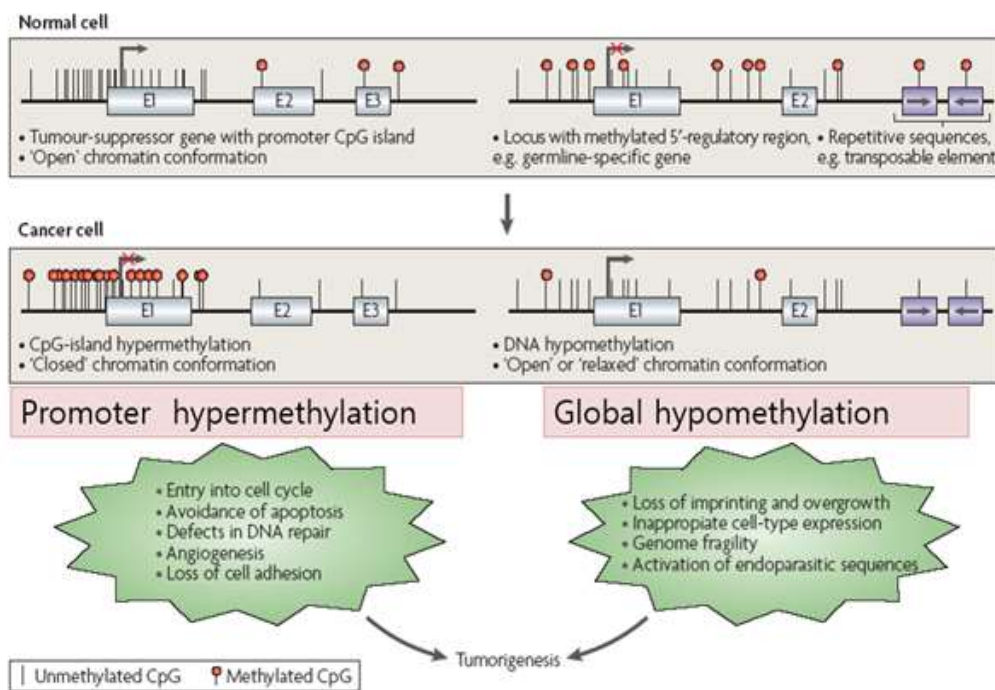 Normal cell
E1
E2
E3
E1
E2
• Tumour-suppressor gene with promoter CpG island
• 'Open' chromatin conformation
• Locus with methylated 5′-regulatory region,
e.g. germline-specific gene
• Repetitive sequences,
e.g. transposable element
Cancer cell
E1
E2
E3
E1
E2
• CpG-island hypermethylation
• 'Closed' chromatin conformation
• DNA hypomethylation
• 'Open' or 'relaxed' chromatin conformation
Promoter hypermethylation
Global hypomethylation
• Entry into cell cycle
• Avoidance of apoptosis
• Defects in DNA repair
• Angiogenesis
• Loss of cell adhesion
• Loss of imprinting and overgrowth
• Inappropiate cell-type expression
• Genome fragility
• Activation of endoparasitic sequences
Tumorigenesis
Unmethylated CpG
Methylated CpG